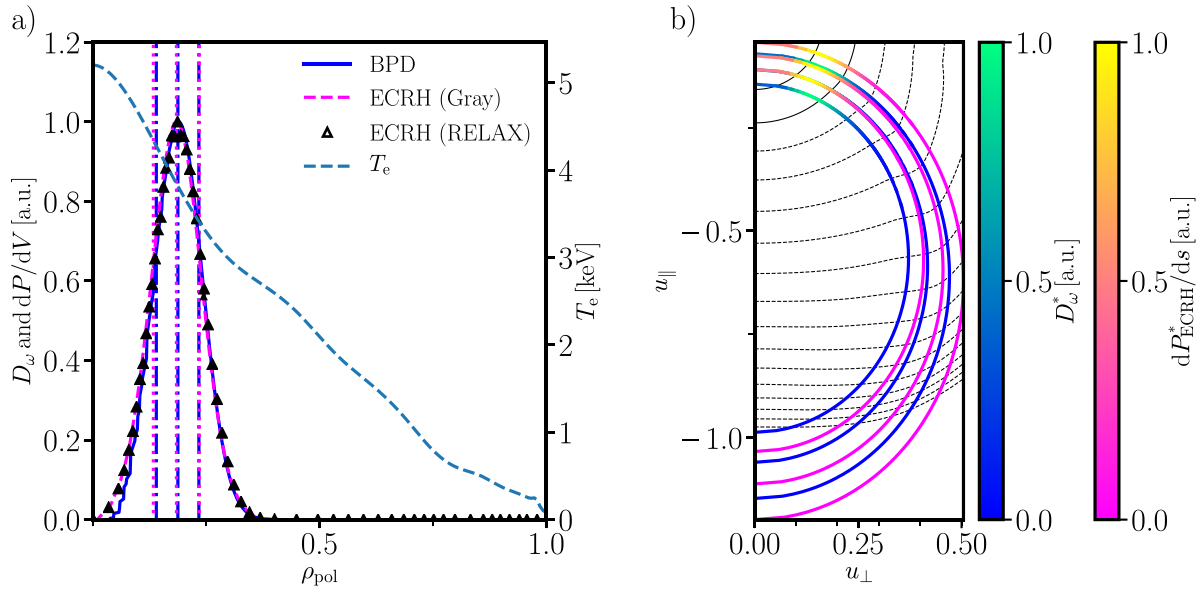 a)
D_ω and dP/dV [a.u.]
1.2
1.0
0.8
0.6
0.4
0.2
0.0
BPD
ECRH (Gray)
ECRH (RELAX)
T_e
5
4
3
2
1
0
T_e [keV]
0.5
1.0
ρ_pol
b)
u_∥
−0.5
−1.0
0.00
0.25
0.50
u_⊥
1.0
0.5
0.0
D*_ω [a.u.]
1.0
0.5
0.0
dP*_ECRH/ds [a.u.]